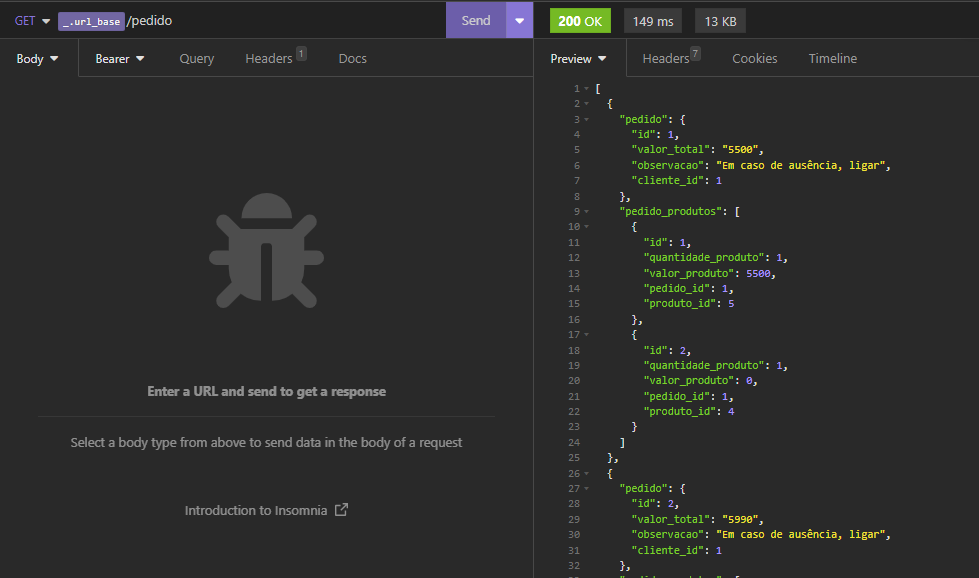 GET _.url_base /pedido Send
Body Bearer Query Headers 1 Docs
Enter a URL and send to get a response
Select a body type from above to send data in the body of a request
Introduction to Insomnia
200 OK 149 ms 13 KB
Preview Headers 7 Cookies Timeline
1 [
2 {
3 "pedido": {
4 "id": 1,
5 "valor_total": "5500",
6 "observacao": "Em caso de ausência, ligar",
7 "cliente_id": 1
8 },
9 "pedido_produtos": [
10 {
11 "id": 1,
12 "quantidade_produto": 1,
13 "valor_produto": 5500,
14 "pedido_id": 1,
15 "produto_id": 5
16 },
17 {
18 "id": 2,
19 "quantidade_produto": 1,
20 "valor_produto": 0,
21 "pedido_id": 1,
22 "produto_id": 4
23 }
24 ]
25 },
26 {
27 "pedido": {
28 "id": 2,
29 "valor_total": "5990",
30 "observacao": "Em caso de ausência, ligar",
31 "cliente_id": 1
32 },